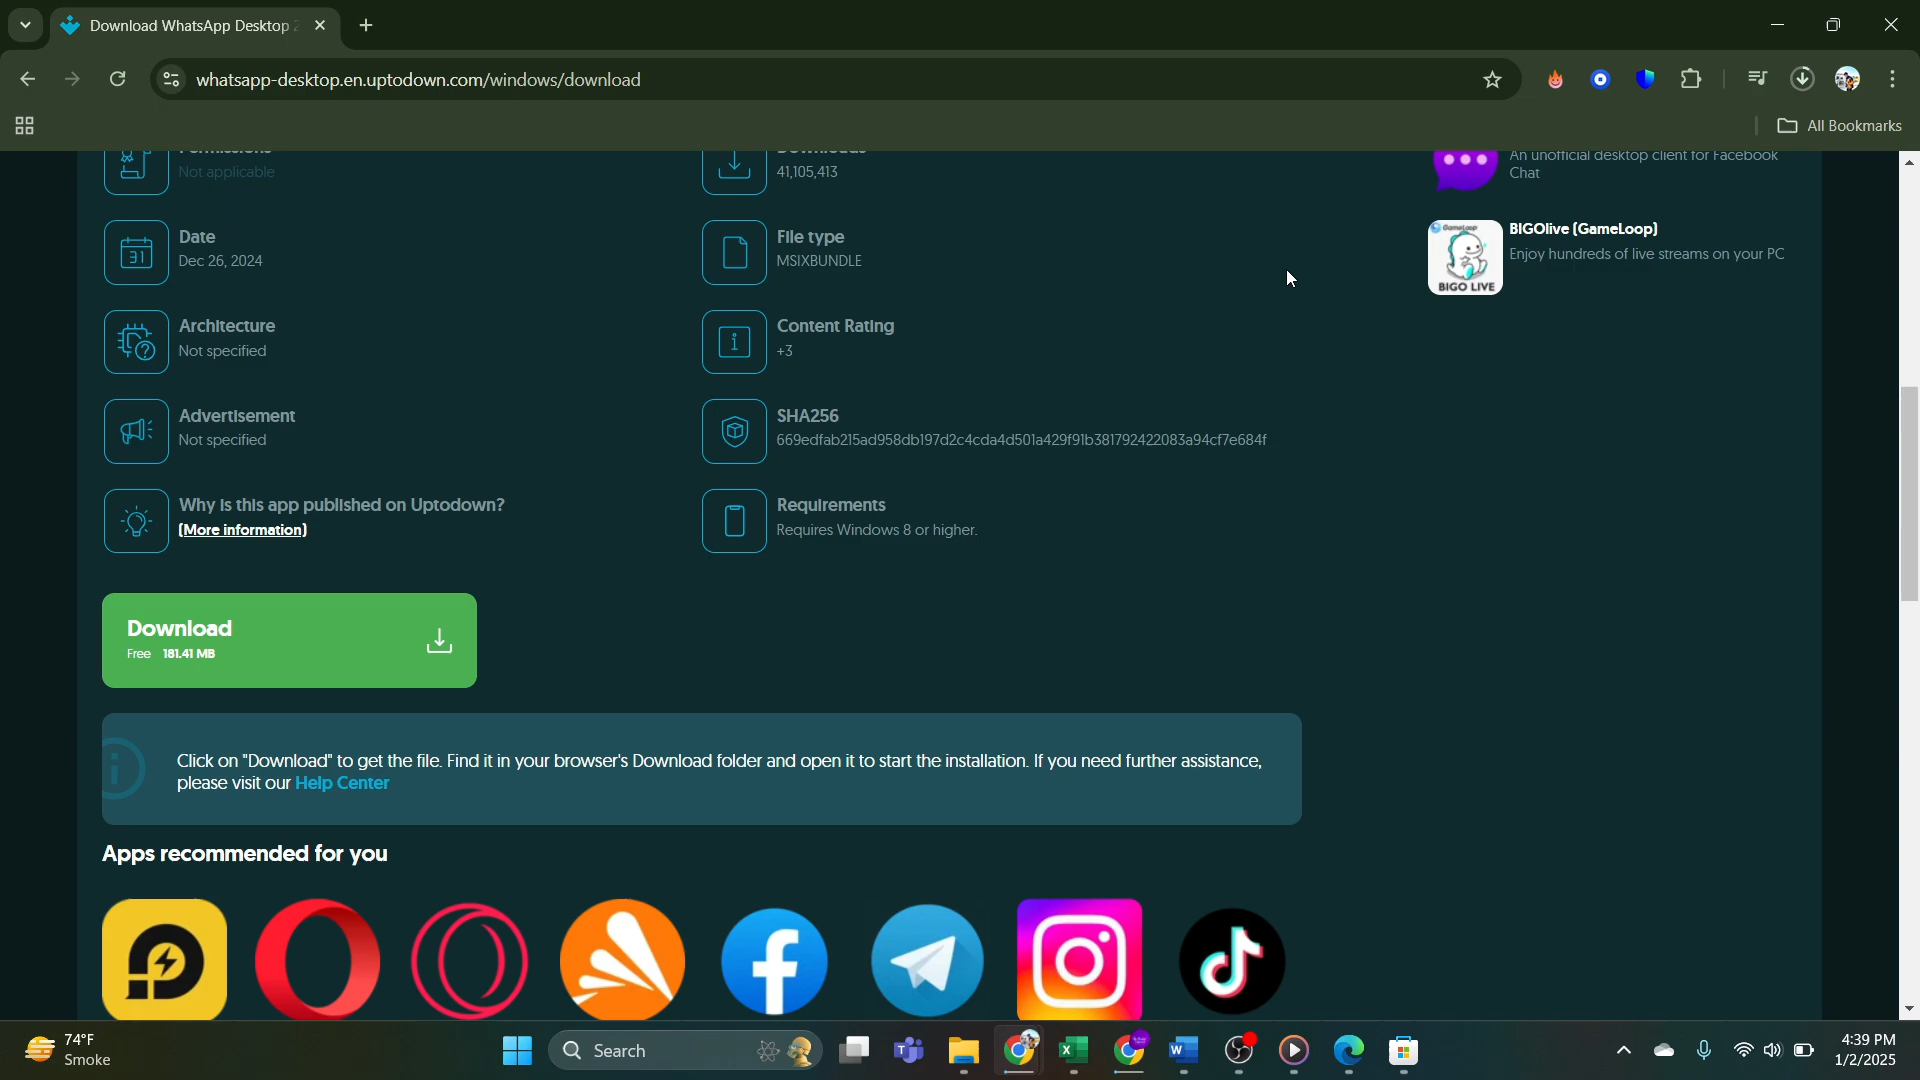 Download WhatsApp Desktop
whatsapp-desktop.en.uptodown.com/windows/download
All Bookmarks
Permissions
Not applicable
Downloads
41,105,413
An unofficial desktop client for Facebook
Chat
Date
Dec 26, 2024
File type
MSIXBUNDLE
GameLoop
BIGO LIVE
BIGOlive (GameLoop)
Enjoy hundreds of live streams on your PC
Architecture
Not specified
Content Rating
+3
Advertisement
Not specified
SHA256
669edfab215ad958db197d2c4cda4d501a429f91b381792422083a94cf7e684f
Why is this app published on Uptodown?
(More information)
Requirements
Requires Windows 8 or higher.
Download
Free 181.41 MB
Click on "Download" to get the file. Find it in your browser's Download folder and open it to start the installation. If you need further assistance,
please visit our Help Center
Apps recommended for you
74°F
Smoke
Search
4:39 PM
1/2/2025